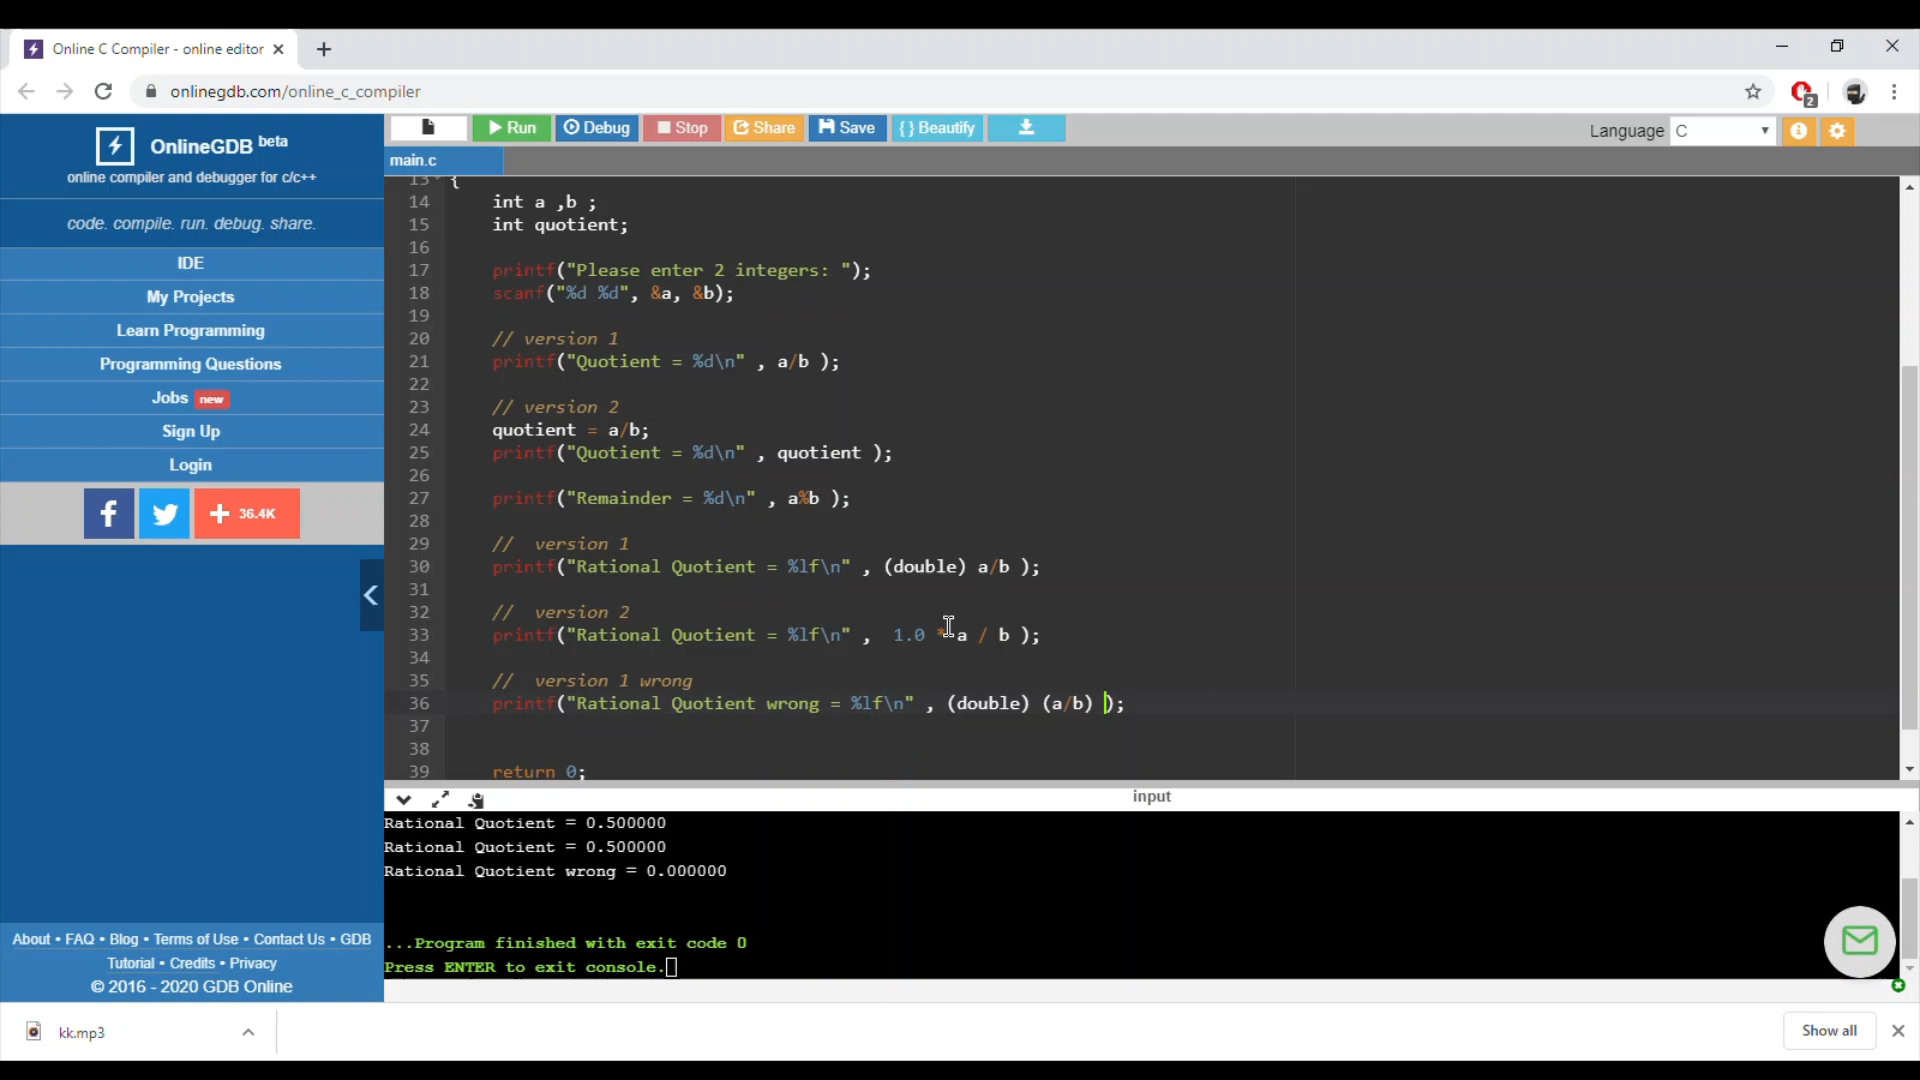 Online C Compiler - online editor
onlinegdb.com/online_c_compiler
2
OnlineGDB beta
online compiler and debugger for c/c++
code. compile. run. debug. share.
IDE
My Projects
Learn Programming
Programming Questions
Jobs new
Sign Up
Login
f
+ 36.4K
About • FAQ • Blog • Terms of Use • Contact Us • GDB
Tutorial • Credits • Privacy
© 2016 - 2020 GDB Online
Run Debug Stop Share Save { } Beautify
Language C
main.c
13 {
14 int a ,b ;
15 int quotient;
16
17 printf("Please enter 2 integers: ");
18 scanf("%d %d", &a, &b);
19
20 // version 1
21 printf("Quotient = %d\n" , a/b );
22
23 // version 2
24 quotient = a/b;
25 printf("Quotient = %d\n" , quotient );
26
27 printf("Remainder = %d\n" , a%b );
28
29 //  version 1
30 printf("Rational Quotient = %lf\n" , (double) a/b );
31
32 //  version 2
33 printf("Rational Quotient = %lf\n" ,  1.0 * a / b );
34
35 //  version 1 wrong
36 printf("Rational Quotient wrong = %lf\n" , (double) (a/b) );
37
38
39 return 0;
input
Rational Quotient = 0.500000
Rational Quotient = 0.500000
Rational Quotient wrong = 0.000000
...Program finished with exit code 0
Press ENTER to exit console.
kk.mp3
Show all